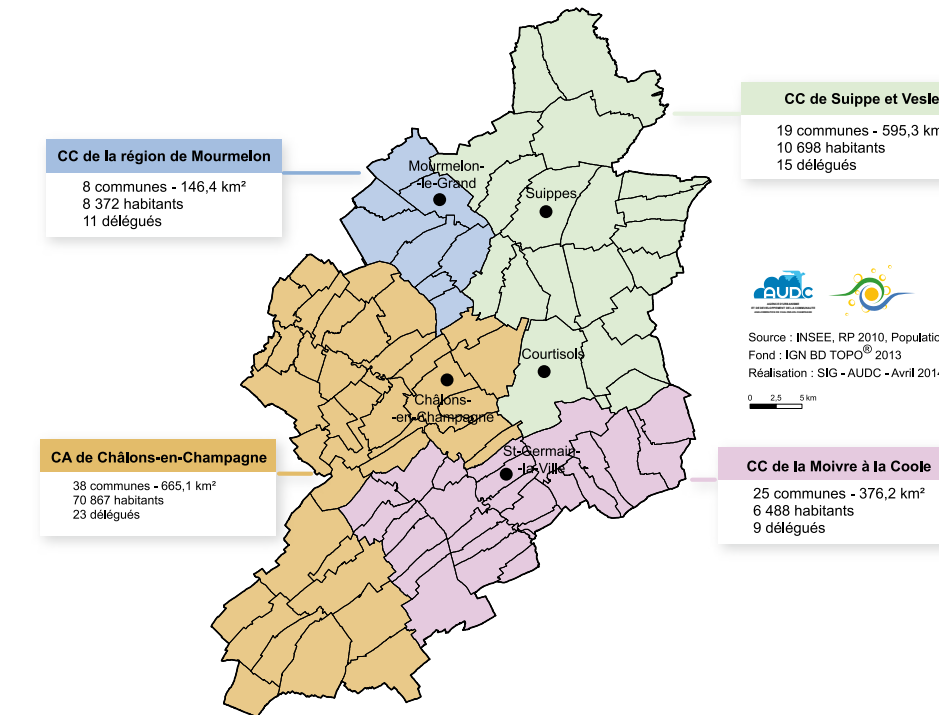 CC de Suippe et Vesle
19 communes - 595,3 km
10 698 habitants
15 délégués
CC de la région de Mourmelon
8 communes - 146,4 km²
8 372 habitants
11 délégués
Mourmelon-
-le-Grand
Suippes
AUDC
Source : INSEE, RP 2010, Population
Fond : IGN BD TOPO® 2013
Réalisation : SIG - AUDC - Avril 2014
0 2,5 5 km
Courtisols
Châlons-
-en-Champagne
St-Germain-
-la-Ville
CA de Châlons-en-Champagne
38 communes - 665,1 km²
70 867 habitants
23 délégués
CC de la Moivre à la Coole
25 communes - 376,2 km²
6 488 habitants
9 délégués